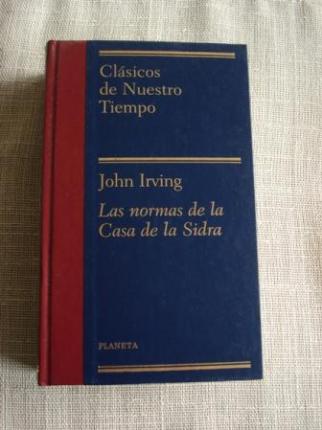 Clásicos
de Nuestro
Tiempo
John Irving
Las normas de la
Casa de la Sidra
PLANETA